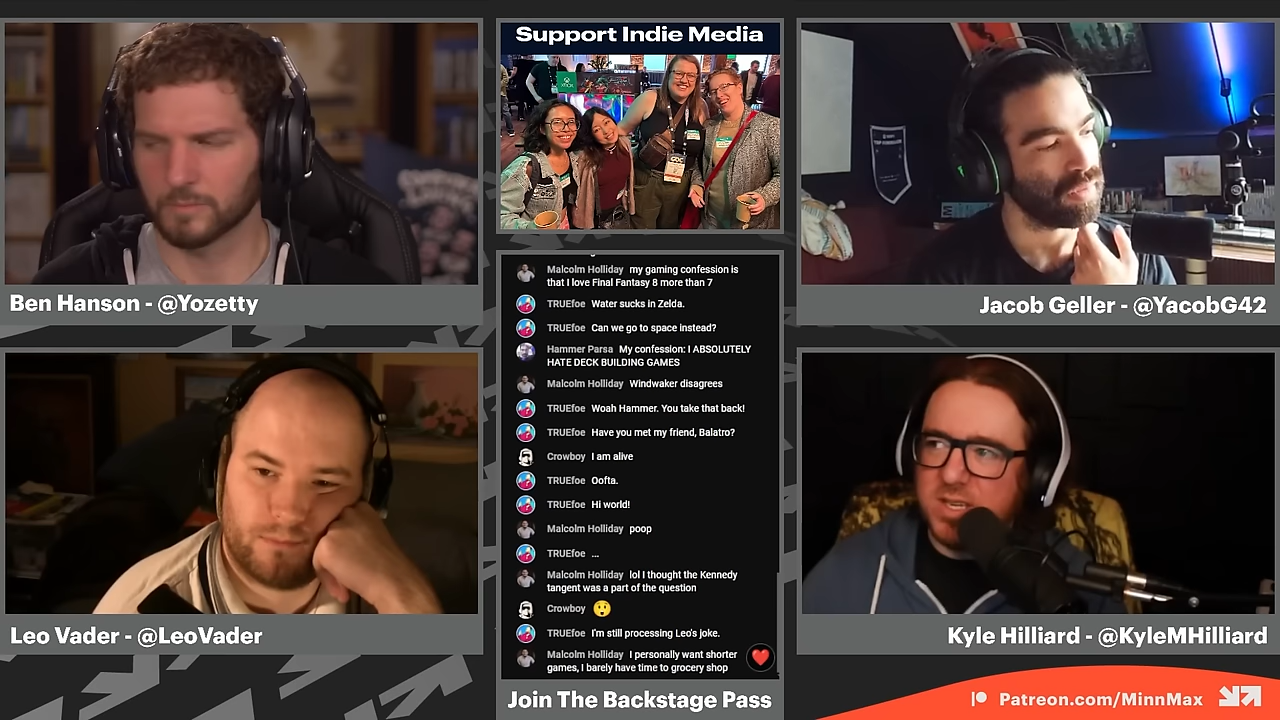 Support Indie Media
XBOX
GDC
Ben Hanson - @Yozetty
Jacob Geller - @YacobG42
Malcolm Holliday my gaming confession is
that I love Final Fantasy 8 more than 7
TRUEfoe Water sucks in Zelda.
TRUEfoe Can we go to space instead?
Hammer Parsa My confession: I ABSOLUTELY
HATE DECK BUILDING GAMES
Malcolm Holliday Windwaker disagrees
TRUEfoe Woah Hammer. You take that back!
TRUEfoe Have you met my friend, Balatro?
Crowboy I am alive
TRUEfoe Oofta.
TRUEfoe Hi world!
Malcolm Holliday poop
TRUEfoe ...
Malcolm Holliday lol I thought the Kennedy
tangent was a part of the question
Crowboy 😲
TRUEfoe I'm still processing Leo's joke.
Malcolm Holliday I personally want shorter
games, I barely have time to grocery shop
Leo Vader - @LeoVader
Kyle Hilliard - @KyleMHilliard
Join The Backstage Pass
Patreon.com/MinnMax